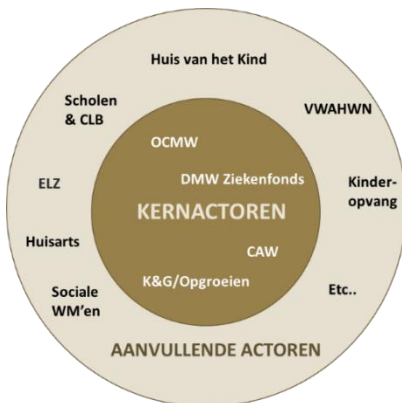 Huis van het Kind
Scholen
& CLB
VWAHWN
OCMW
ELZ
DMW Ziekenfonds
Kinder-
opvang
KERNACTOREN
Huisarts
CAW
K&G/Opgroeien
Sociale
WM'en
Etc..
AANVULLENDE ACTOREN